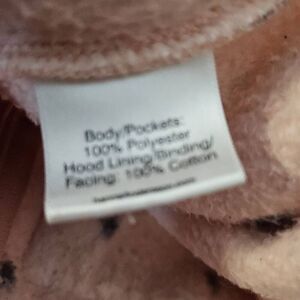 Body/Pockets:
100% Polyester
Hood Lining/Binding/
Facing: 100% Cotton